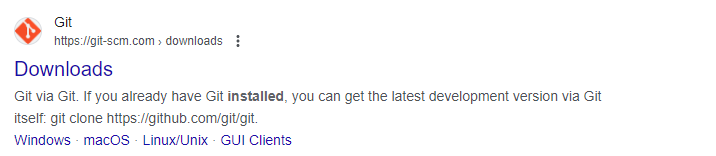 Git
https://git-scm.com › downloads
Downloads
Git via Git. If you already have Git installed, you can get the latest development version via Git
itself: git clone https://github.com/git/git.
Windows · macOS · Linux/Unix · GUI Clients